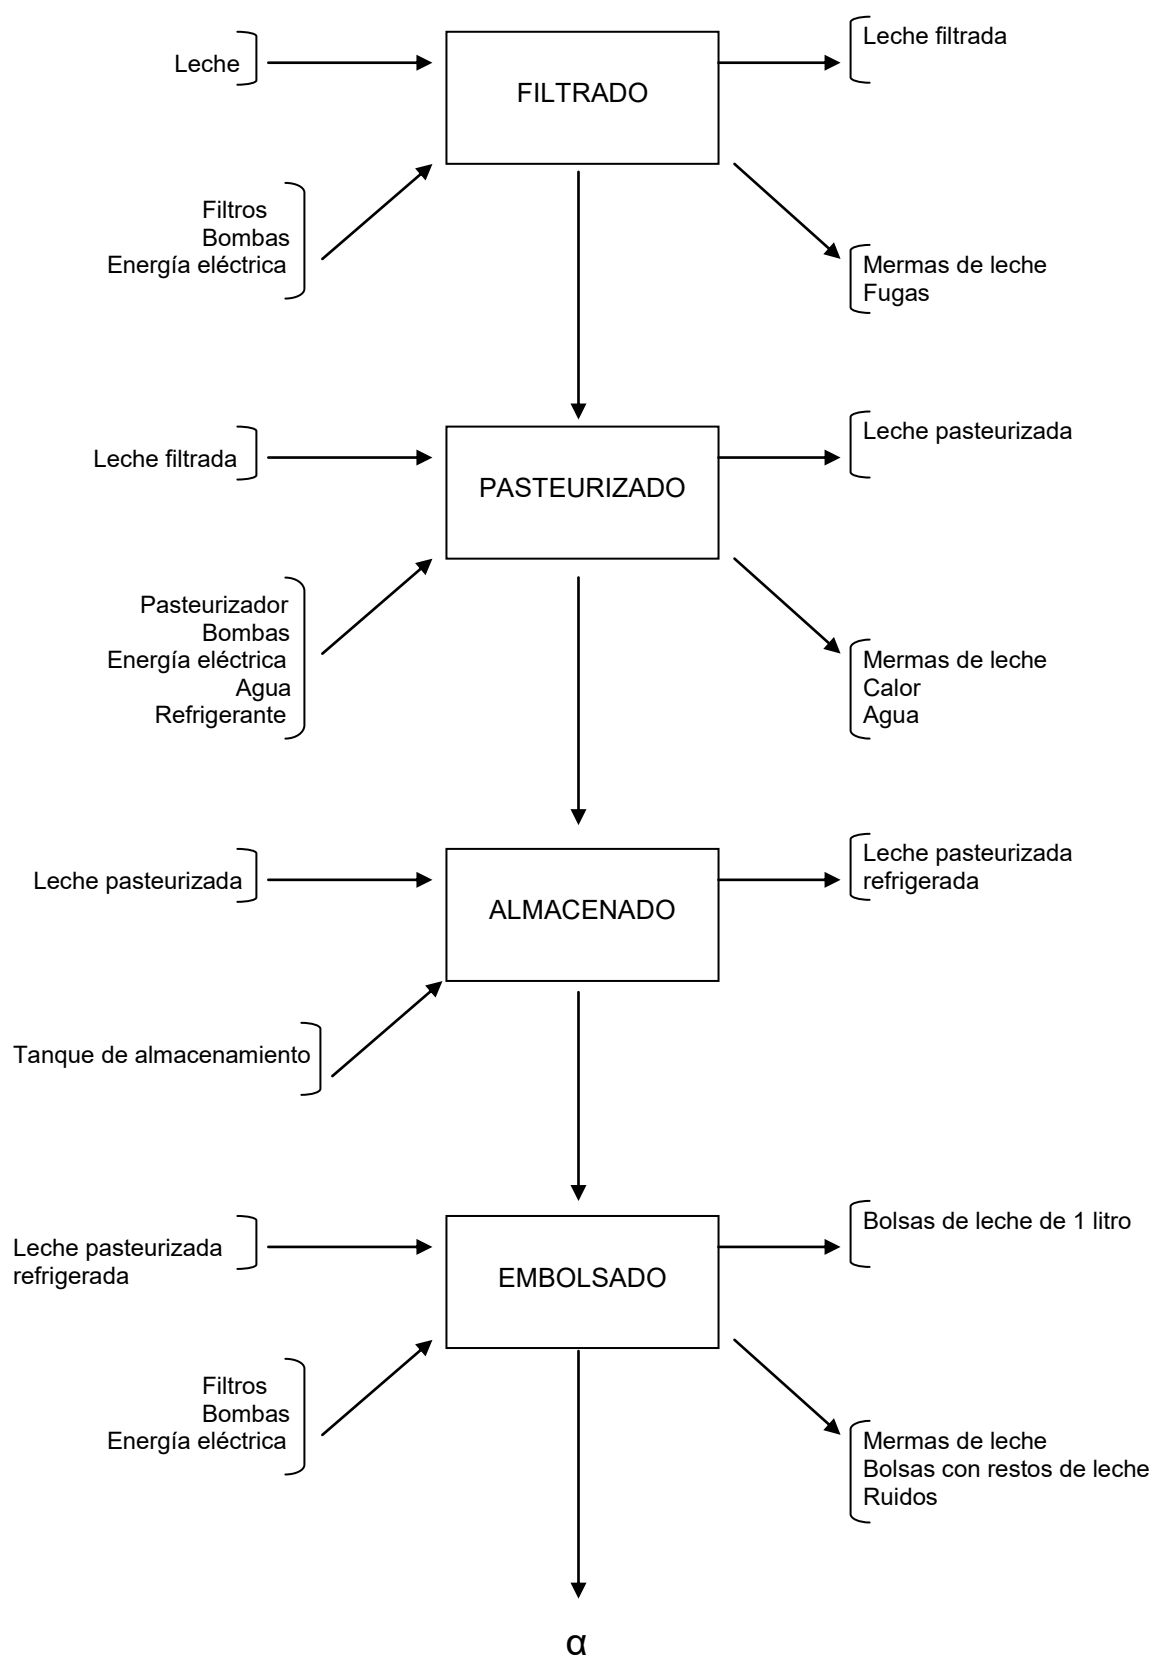 Leche
FILTRADO
Leche filtrada
Filtros
Bombas
Energía eléctrica
Mermas de leche
Fugas
Leche filtrada
PASTEURIZADO
Leche pasteurizada
Pasteurizador
Bombas
Energía eléctrica
Agua
Refrigerante
Mermas de leche
Calor
Agua
Leche pasteurizada
ALMACENADO
Leche pasteurizada
refrigerada
Tanque de almacenamiento
Leche pasteurizada
refrigerada
EMBOLSADO
Bolsas de leche de 1 litro
Filtros
Bombas
Energía eléctrica
Mermas de leche
Bolsas con restos de leche
Ruidos
α